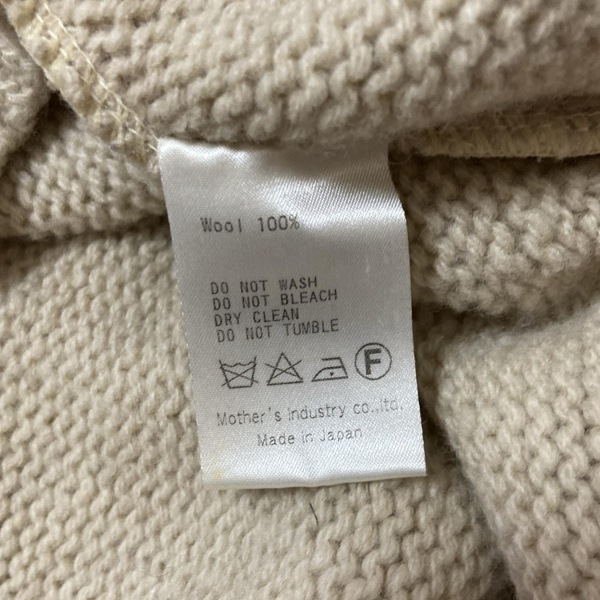 Wool 100%
DO NOT WASH
DO NOT BLEACH
DRY CLEAN
DO NOT TUMBLE
F
Mother's Industry co.,ltd.
Made in Japan